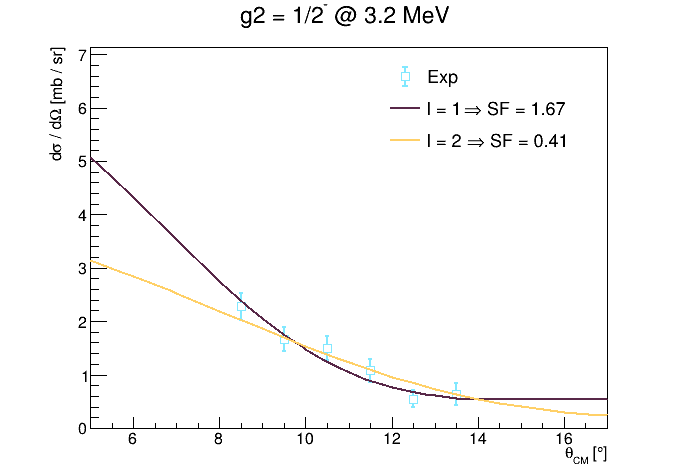 g2 = 1/2⁻ @ 3.2 MeV
dσ / dΩ [mb / sr]
7
6
5
4
3
2
1
0
Exp
l = 1 ⇒ SF = 1.67
l = 2 ⇒ SF = 0.41
6 8 10 12 14 16
θCM [°]